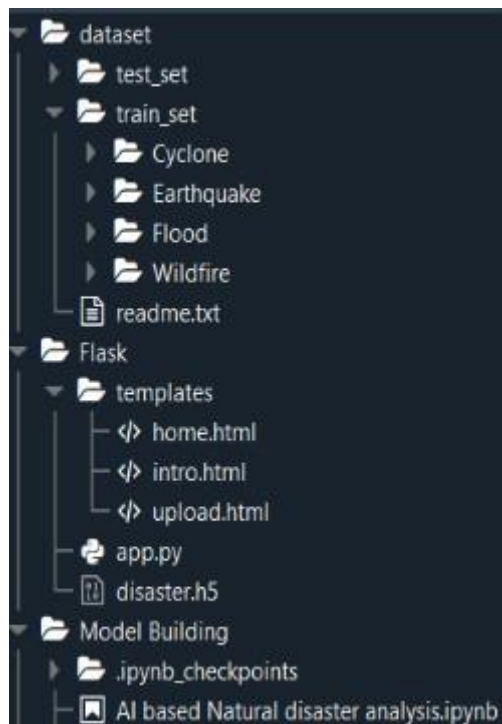 dataset
test_set
train_set
Cyclone
Earthquake
Flood
Wildfire
readme.txt
Flask
templates
</> home.html
</> intro.html
</> upload.html
app.py
disaster.h5
Model Building
.ipynb_checkpoints
AI based Natural disaster analysis.ipynb